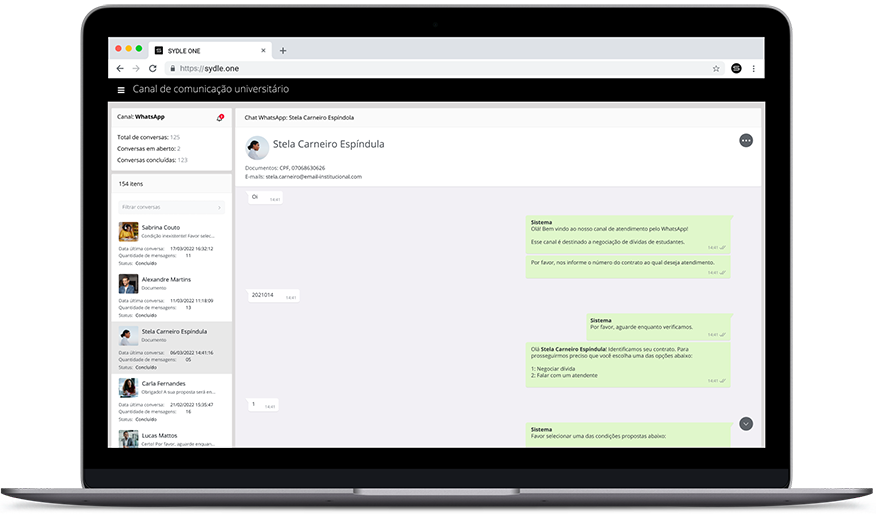 SYDLE ONE
https://sydle.one
Canal de comunicação universitário
Canal: WhatsApp
Total de conversas: 125
Conversas em aberto: 2
Conversas concluídas: 123
154 itens
Filtrar conversas
Sabrina Couto
Condição inexistente! Favor selec...
Data última conversa: 17/03/2022 16:32:12
Quantidade de mensagens: 11
Status: Concluído
Alexandre Martins
Documento
Data última conversa: 11/03/2022 11:18:09
Quantidade de mensagens: 13
Status: Concluído
Stela Carneiro Espíndula
Documento
Data última conversa: 06/03/2022 14:41:16
Quantidade de mensagens: 05
Status: Concluído
Carla Fernandes
Obrigado! A sua proposta será en...
Data última conversa: 21/02/2022 15:35:47
Quantidade de mensagens: 16
Status: Concluído
Lucas Mattos
Certo! Por favor, aguarde enquan...
Chat WhatsApp: Stela Carneiro Espíndola
Stela Carneiro Espíndula
Documentos: CPF, 07068630626
E-mails: stela.carneiro@email-institucional.com
Oi
14:41
Sistema
Olá! Bem vindo ao nosso canal de atendimento pelo WhatsApp!
Esse canal é destinado a negociação de dívidas de estudantes.
14:41
Por favor, nos informe o número do contrato ao qual deseja atendimento.
14:41
2021014
14:41
Sistema
Por favor, aguarde enquanto verificamos.
14:41
Olá Stela Carneiro Espíndula! Identificamos seu contrato. Para
prosseguirmos preciso que você escolha uma das opções abaixo:
1: Negociar dívida
2: Falar com um atendente
14:41
1
14:41
Sistema
Favor selecionar uma das condições propostas abaixo: